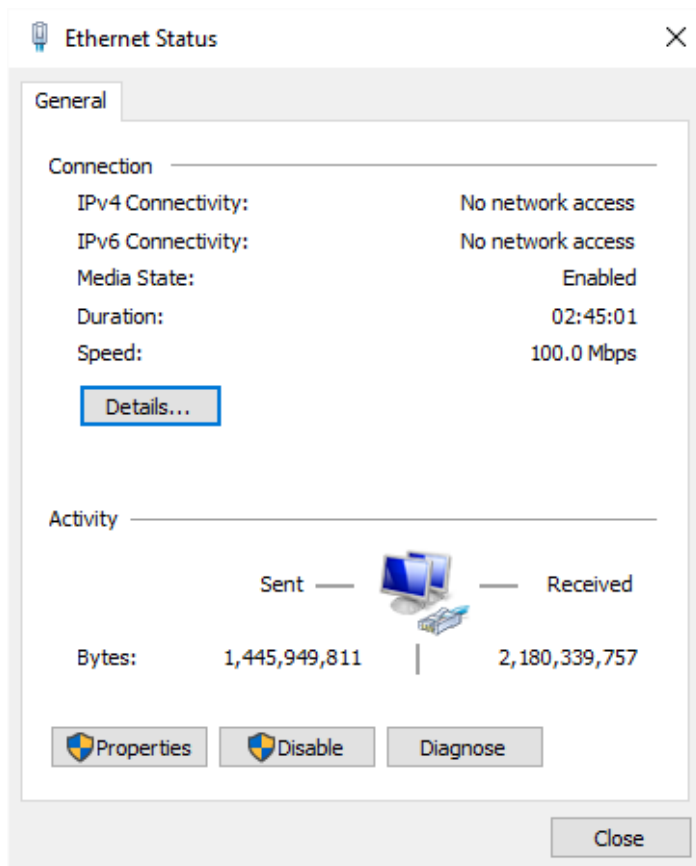 Ethernet Status
General
Connection
IPv4 Connectivity: No network access
IPv6 Connectivity: No network access
Media State: Enabled
Duration: 02:45:01
Speed: 100.0 Mbps
Details...
Activity
Sent Received
Bytes: 1,445,949,811 2,180,339,757
Properties Disable Diagnose
Close